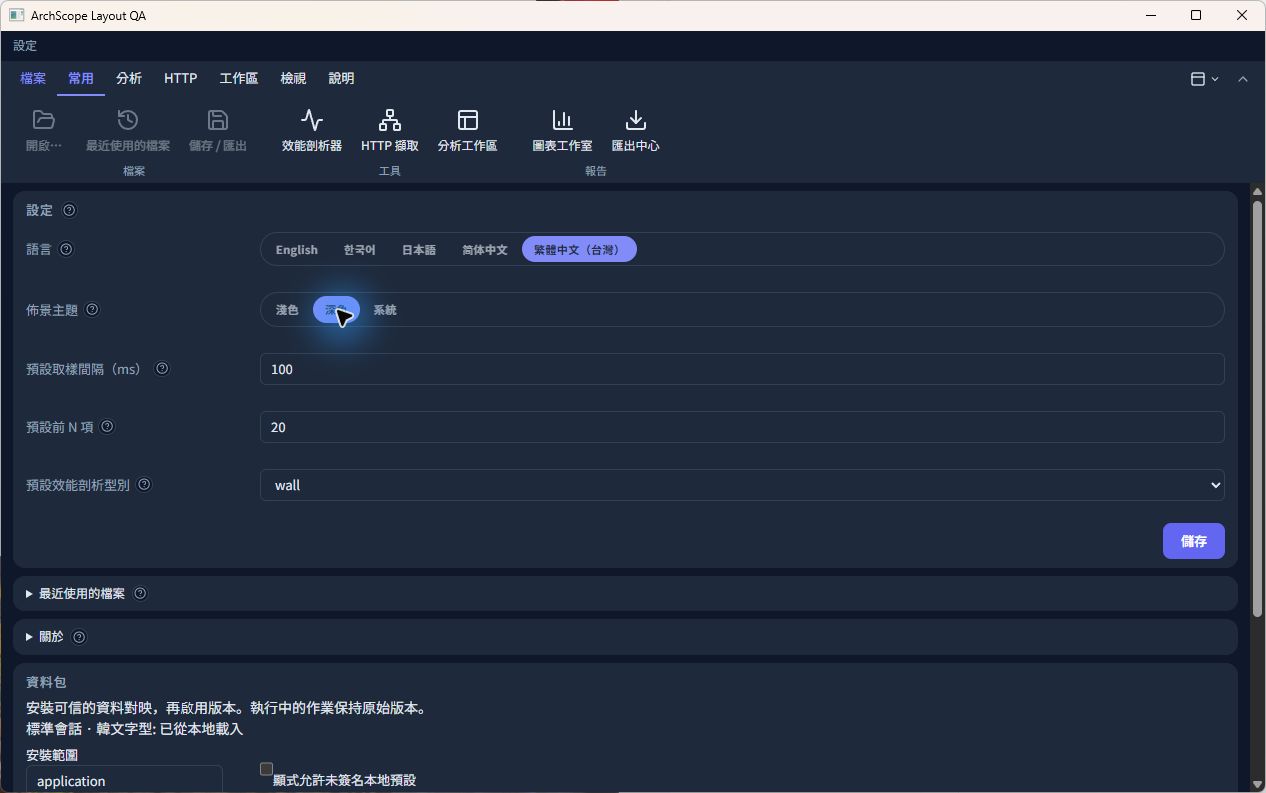 ArchScope Layout QA
設定
檔案 常用 分析 HTTP 工作區 檢視 說明
開啟… 最近使用的檔案 儲存 / 匯出 效能剖析器 HTTP 擷取 分析工作區 圖表工作室 匯出中心
檔案 工具 報告
設定
語言 English 한국어 日本語 简体中文 繁體中文（台灣）
佈景主題 淺色 深色 系統
預設取樣間隔（ms） 100
預設前 N 項 20
預設效能剖析型別 wall
儲存
最近使用的檔案
關於
資料包
安裝可信的資料對映，再啟用版本。執行中的作業保持原始版本。
標準會話 · 韓文字型: 已從本地載入
安裝範圍
application 顯式允許未簽名本地預設